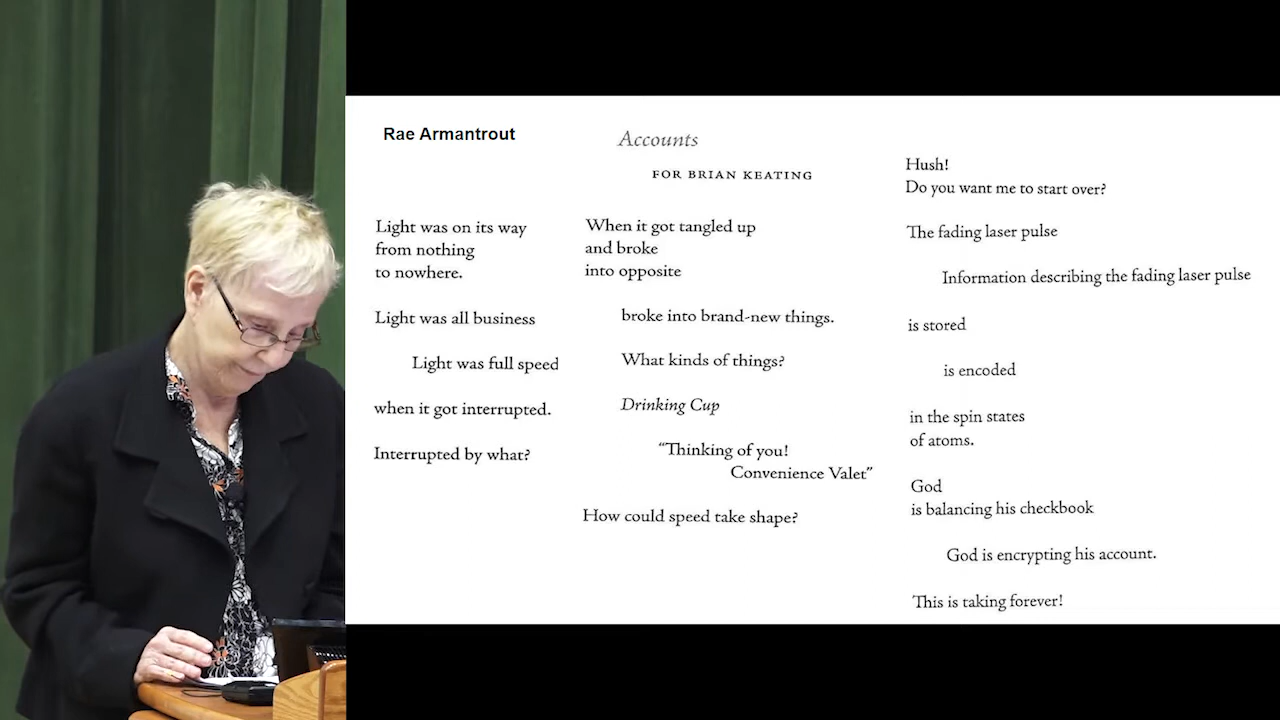 Rae Armantrout
Accounts
FOR BRIAN KEATING
Light was on its way
from nothing
to nowhere.
Light was all business
Light was full speed
when it got interrupted.
Interrupted by what?
When it got tangled up
and broke
into opposite
broke into brand-new things.
What kinds of things?
Drinking Cup
“Thinking of you!
Convenience Valet”
How could speed take shape?
Hush!
Do you want me to start over?
The fading laser pulse
Information describing the fading laser pulse
is stored
is encoded
in the spin states
of atoms.
God
is balancing his checkbook
God is encrypting his account.
This is taking forever!